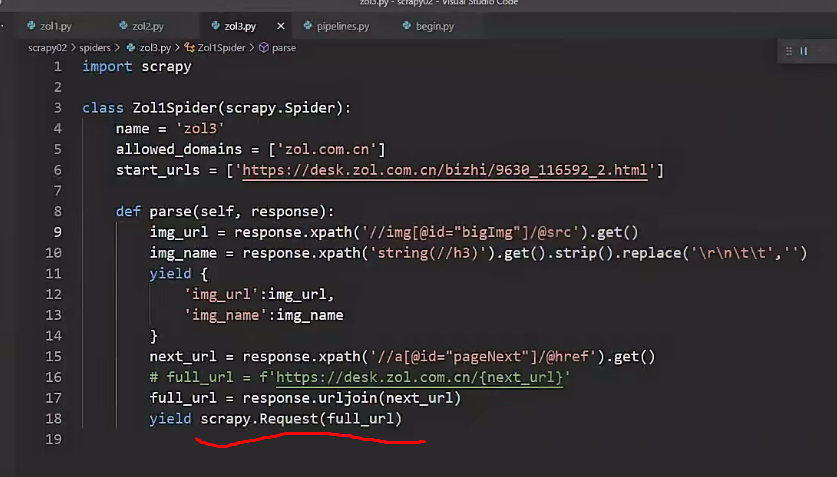 zol3.py - scrapy02 - Visual Studio Code
zol1.py zol2.py zol3.py × pipelines.py begin.py
scrapy02 > spiders > zol3.py > Zol1Spider > parse
1 import scrapy
2
3 class Zol1Spider(scrapy.Spider):
4     name = 'zol3'
5     allowed_domains = ['zol.com.cn']
6     start_urls = ['https://desk.zol.com.cn/bizhi/9630_116592_2.html']
7
8     def parse(self, response):
9         img_url = response.xpath('//img[@id="bigImg"]/@src').get()
10         img_name = response.xpath('string(//h3)').get().strip().replace('\r\n\t\t','')
11         yield {
12             'img_url':img_url,
13             'img_name':img_name
14         }
15         next_url = response.xpath('//a[@id="pageNext"]/@href').get()
16         # full_url = f'https://desk.zol.com.cn/{next_url}'
17         full_url = response.urljoin(next_url)
18         yield scrapy.Request(full_url)
19